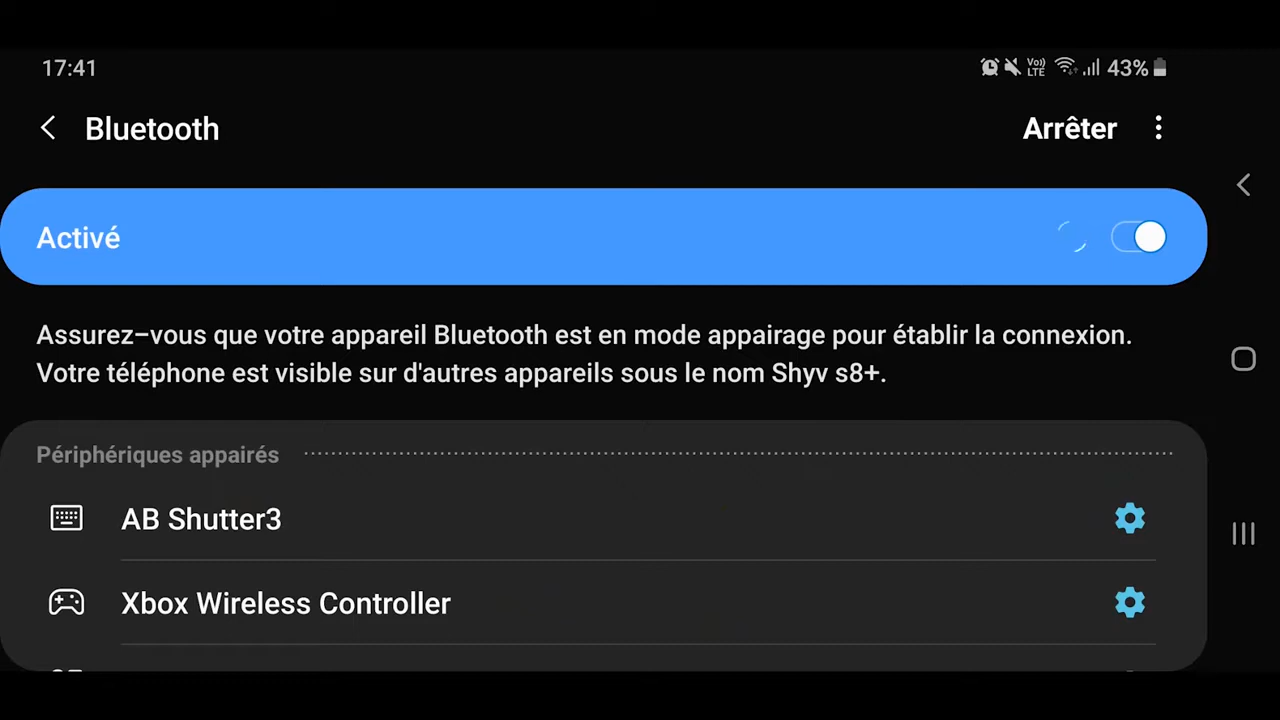 17:41
Vo)) LTE 43%
Bluetooth
Arrêter
Activé
Assurez-vous que votre appareil Bluetooth est en mode appairage pour établir la connexion.
Votre téléphone est visible sur d'autres appareils sous le nom Shyv s8+.
Périphériques appairés
AB Shutter3
Xbox Wireless Controller